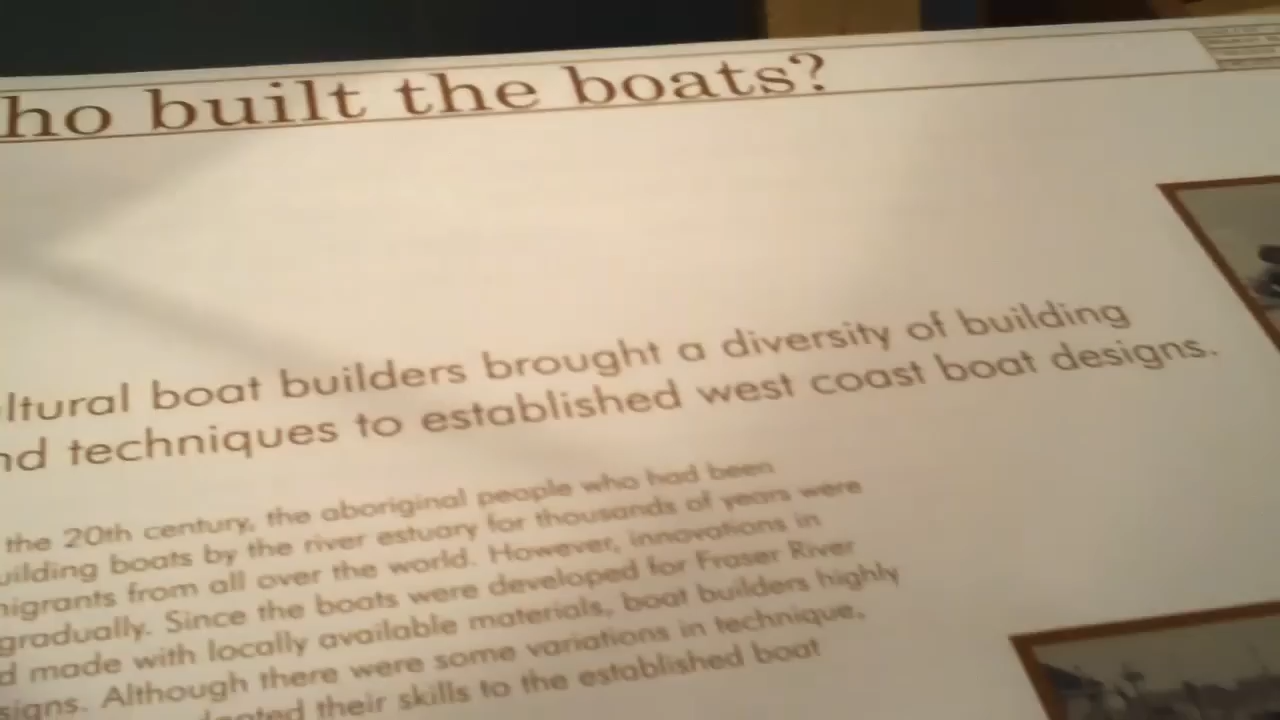 ho built the boats?
ltural boat builders brought a diversity of building
nd techniques to established west coast boat designs.
the 20th century, the aboriginal people who had been
uilding boats by the river estuary for thousands of years were
migrants from all over the world. However, innovations in
gradually. Since the boats were developed for Fraser River
d made with locally available materials, boat builders highly
signs. Although there were some variations in technique,
their skills to the established boat